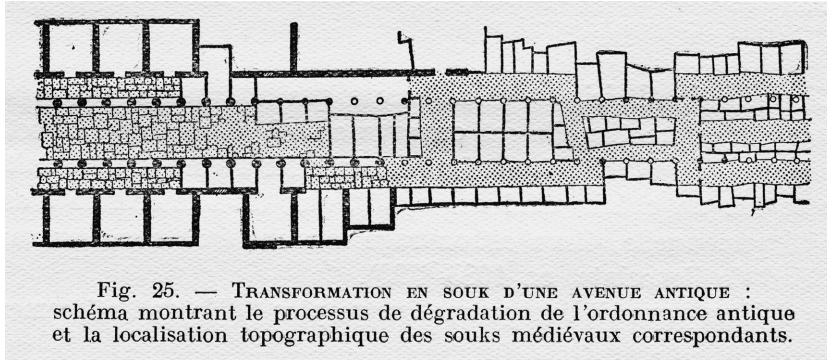 Fig. 25. — TRANSFORMATION EN SOUK D'UNE AVENUE ANTIQUE :
schéma montrant le processus de dégradation de l'ordonnance antique
et la localisation topographique des souks médiévaux correspondants.